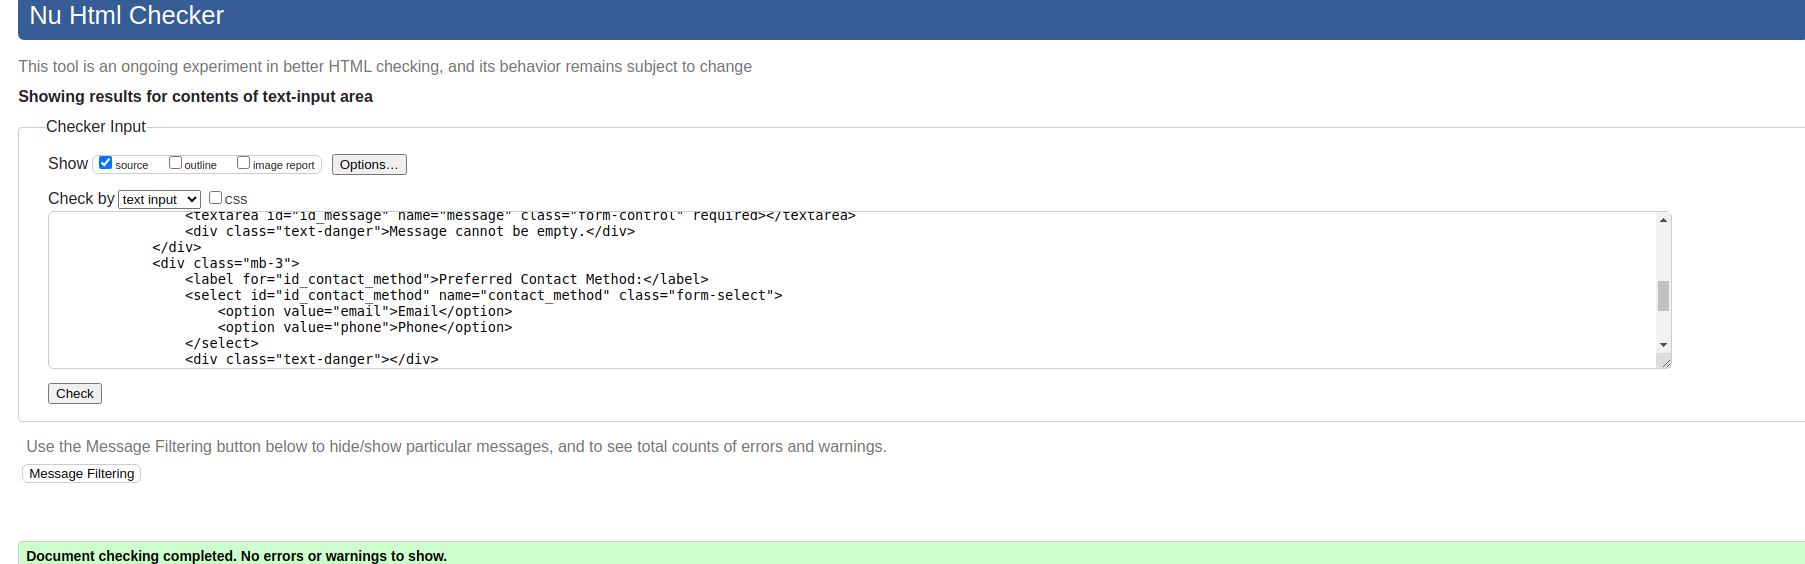 Nu Html Checker
This tool is an ongoing experiment in better HTML checking, and its behavior remains subject to change
Showing results for contents of text-input area
Checker Input
Show source outline image report Options...
Check by text input CSS
<textarea id="id_message" name="message" class="form-control" required></textarea>
<div class="text-danger">Message cannot be empty.</div>
</div>
<div class="mb-3">
<label for="id_contact_method">Preferred Contact Method:</label>
<select id="id_contact_method" name="contact_method" class="form-select">
<option value="email">Email</option>
<option value="phone">Phone</option>
</select>
<div class="text-danger"></div>
Check
Use the Message Filtering button below to hide/show particular messages, and to see total counts of errors and warnings.
Message Filtering
Document checking completed. No errors or warnings to show.